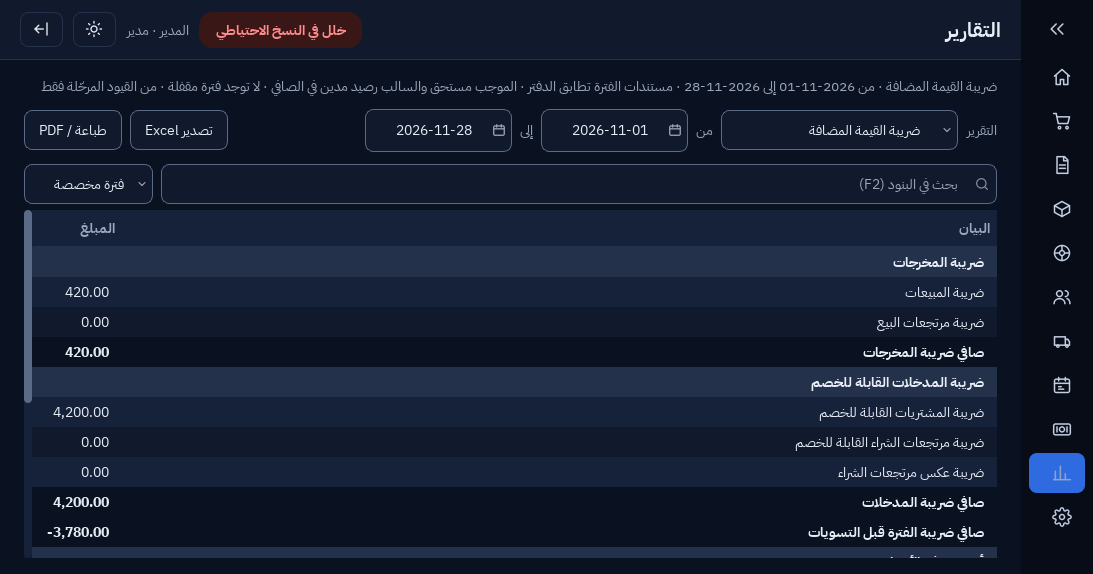 التقارير
خلل في النسخ الاحتياطي
المدير · مدير
ضريبة القيمة المضافة · من 01-11-2026 إلى 28-11-2026 · مستندات الفترة تطابق الدفتر · الموجب مستحق والسالب رصيد مدين في الصافي · لا توجد فترة مقفلة · من القيود المرحّلة فقط
التقرير ضريبة القيمة المضافة من 2026-11-01 إلى 2026-11-28 تصدير Excel طباعة / PDF
بحث في البنود (F2) فترة مخصصة
البيان المبلغ
ضريبة المخرجات
ضريبة المبيعات 420.00
ضريبة مرتجعات البيع 0.00
صافي ضريبة المخرجات 420.00
ضريبة المدخلات القابلة للخصم
ضريبة المشتريات القابلة للخصم 4,200.00
ضريبة مرتجعات الشراء القابلة للخصم 0.00
ضريبة عكس مرتجعات الشراء 0.00
صافي ضريبة المدخلات 4,200.00
صافي ضريبة الفترة قبل التسويات -3,780.00